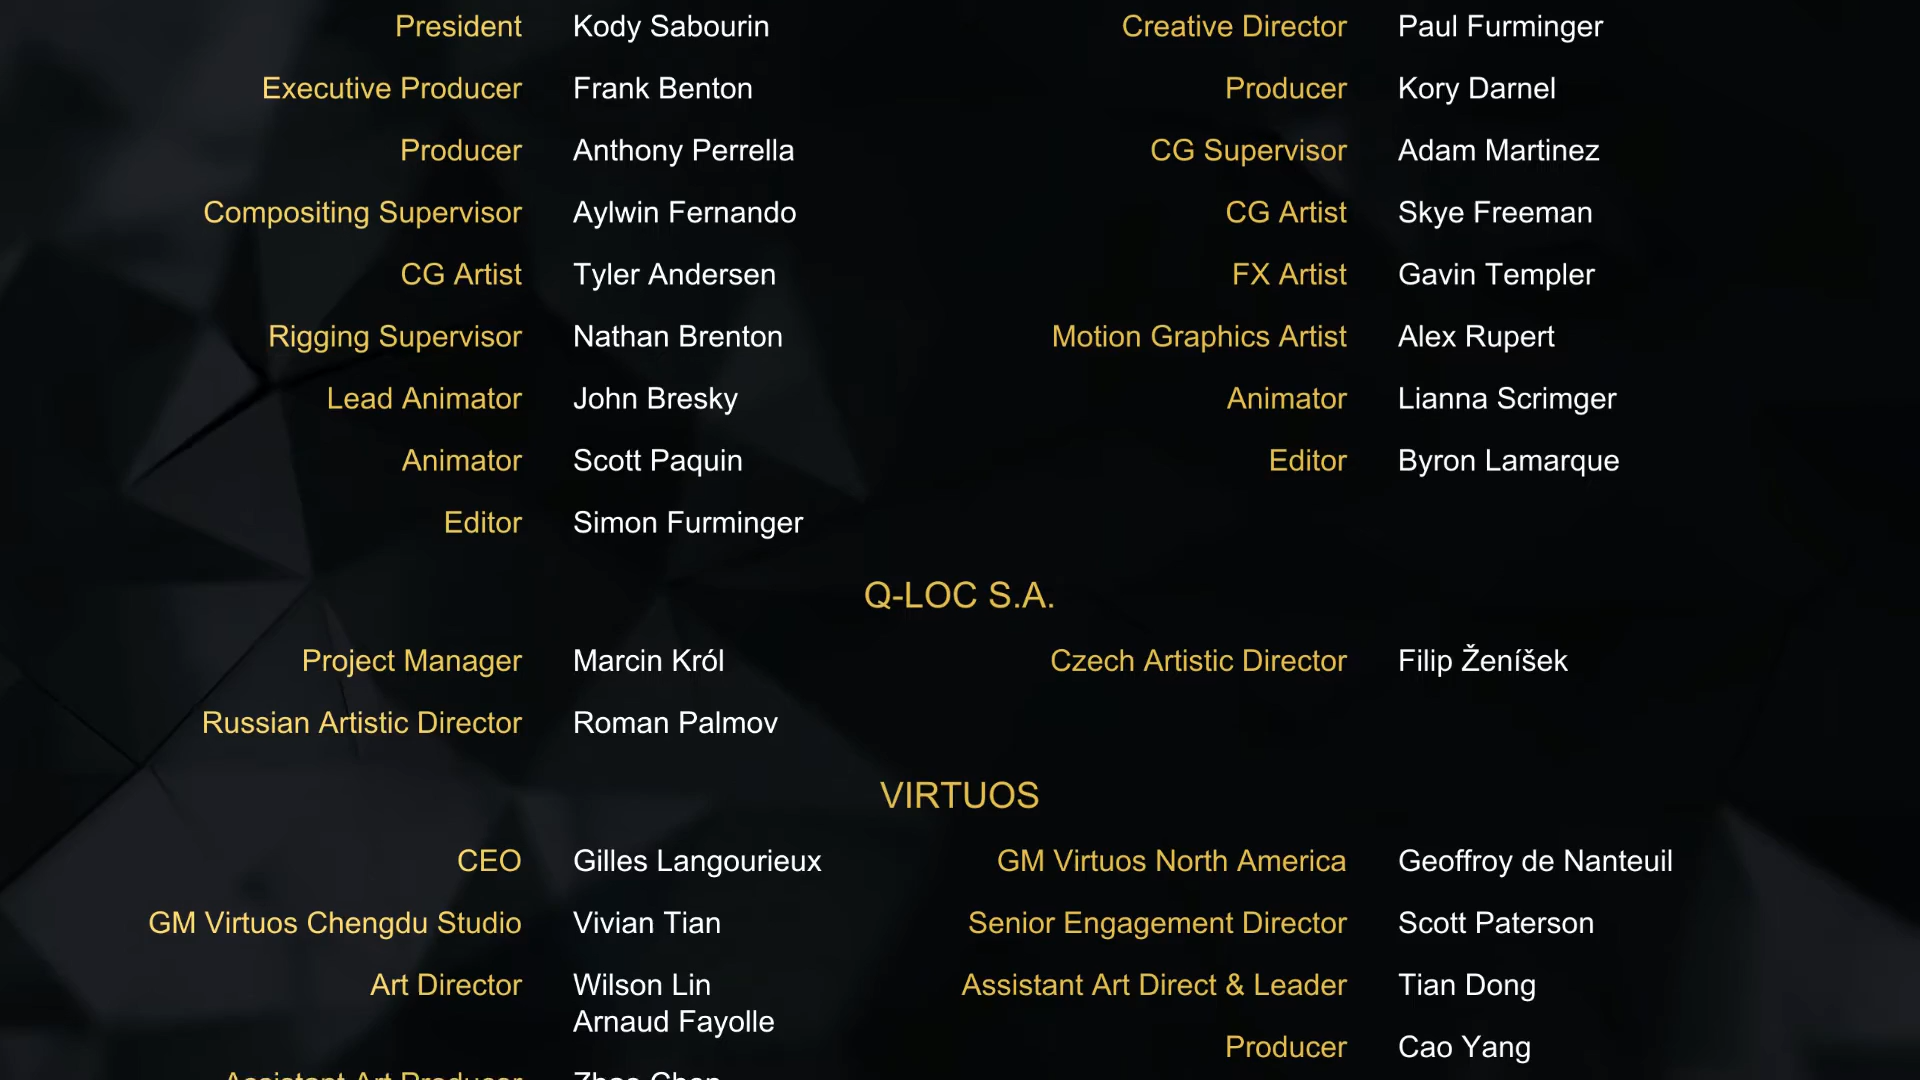 President Kody Sabourin Creative Director Paul Furminger
Executive Producer Frank Benton Producer Kory Darnel
Producer Anthony Perrella CG Supervisor Adam Martinez
Compositing Supervisor Aylwin Fernando CG Artist Skye Freeman
CG Artist Tyler Andersen FX Artist Gavin Templer
Rigging Supervisor Nathan Brenton Motion Graphics Artist Alex Rupert
Lead Animator John Bresky Animator Lianna Scrimger
Animator Scott Paquin Editor Byron Lamarque
Editor Simon Furminger
Q-LOC S.A.
Project Manager Marcin Król Czech Artistic Director Filip Ženíšek
Russian Artistic Director Roman Palmov
VIRTUOS
CEO Gilles Langourieux GM Virtuos North America Geoffroy de Nanteuil
GM Virtuos Chengdu Studio Vivian Tian Senior Engagement Director Scott Paterson
Art Director Wilson Lin Assistant Art Direct & Leader Tian Dong
Arnaud Fayolle
Producer Cao Yang
Assistant Art Producer Zhao Chen